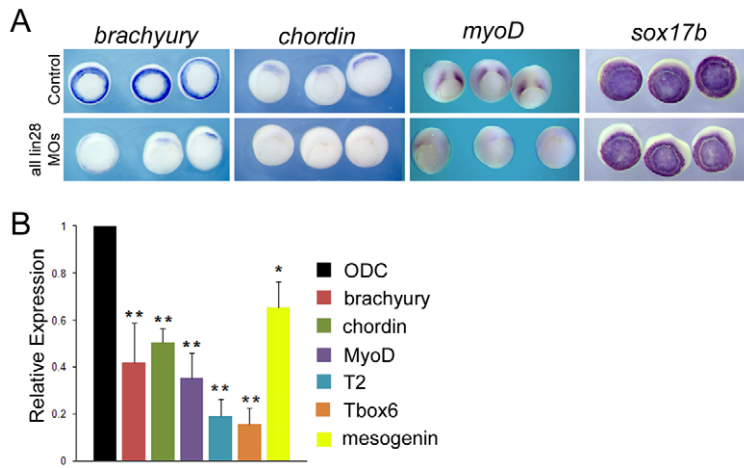 A
brachyury chordin myoD sox17b
Control
all lin28
MOs
B
Relative Expression
1
0.8
0.6
0.4
0.2
0
** ** ** ** ** *
ODC
brachyury
chordin
MyoD
T2
Tbox6
mesogenin